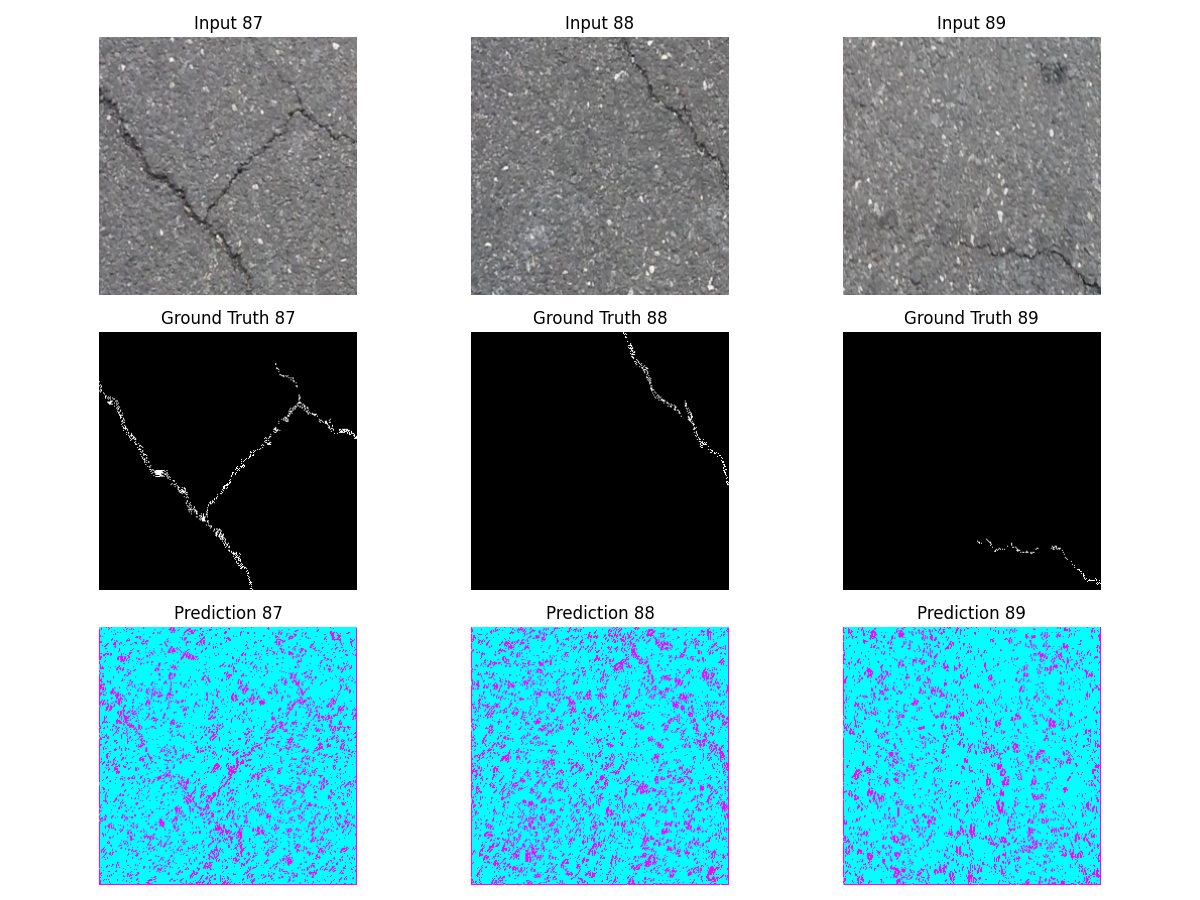 Input 87
Input 88
Input 89
Ground Truth 87
Ground Truth 88
Ground Truth 89
Prediction 87
Prediction 88
Prediction 89